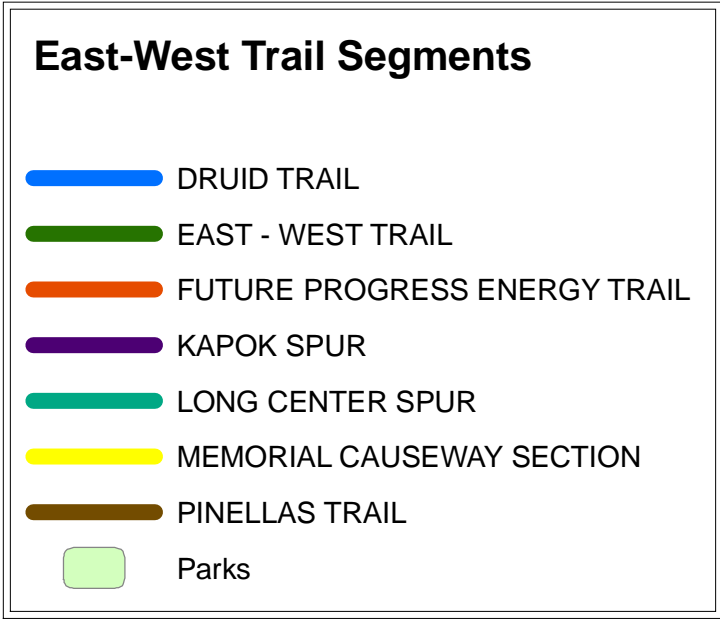 East-West Trail Segments
DRUID TRAIL
EAST - WEST TRAIL
FUTURE PROGRESS ENERGY TRAIL
KAPOK SPUR
LONG CENTER SPUR
MEMORIAL CAUSEWAY SECTION
PINELLAS TRAIL
Parks